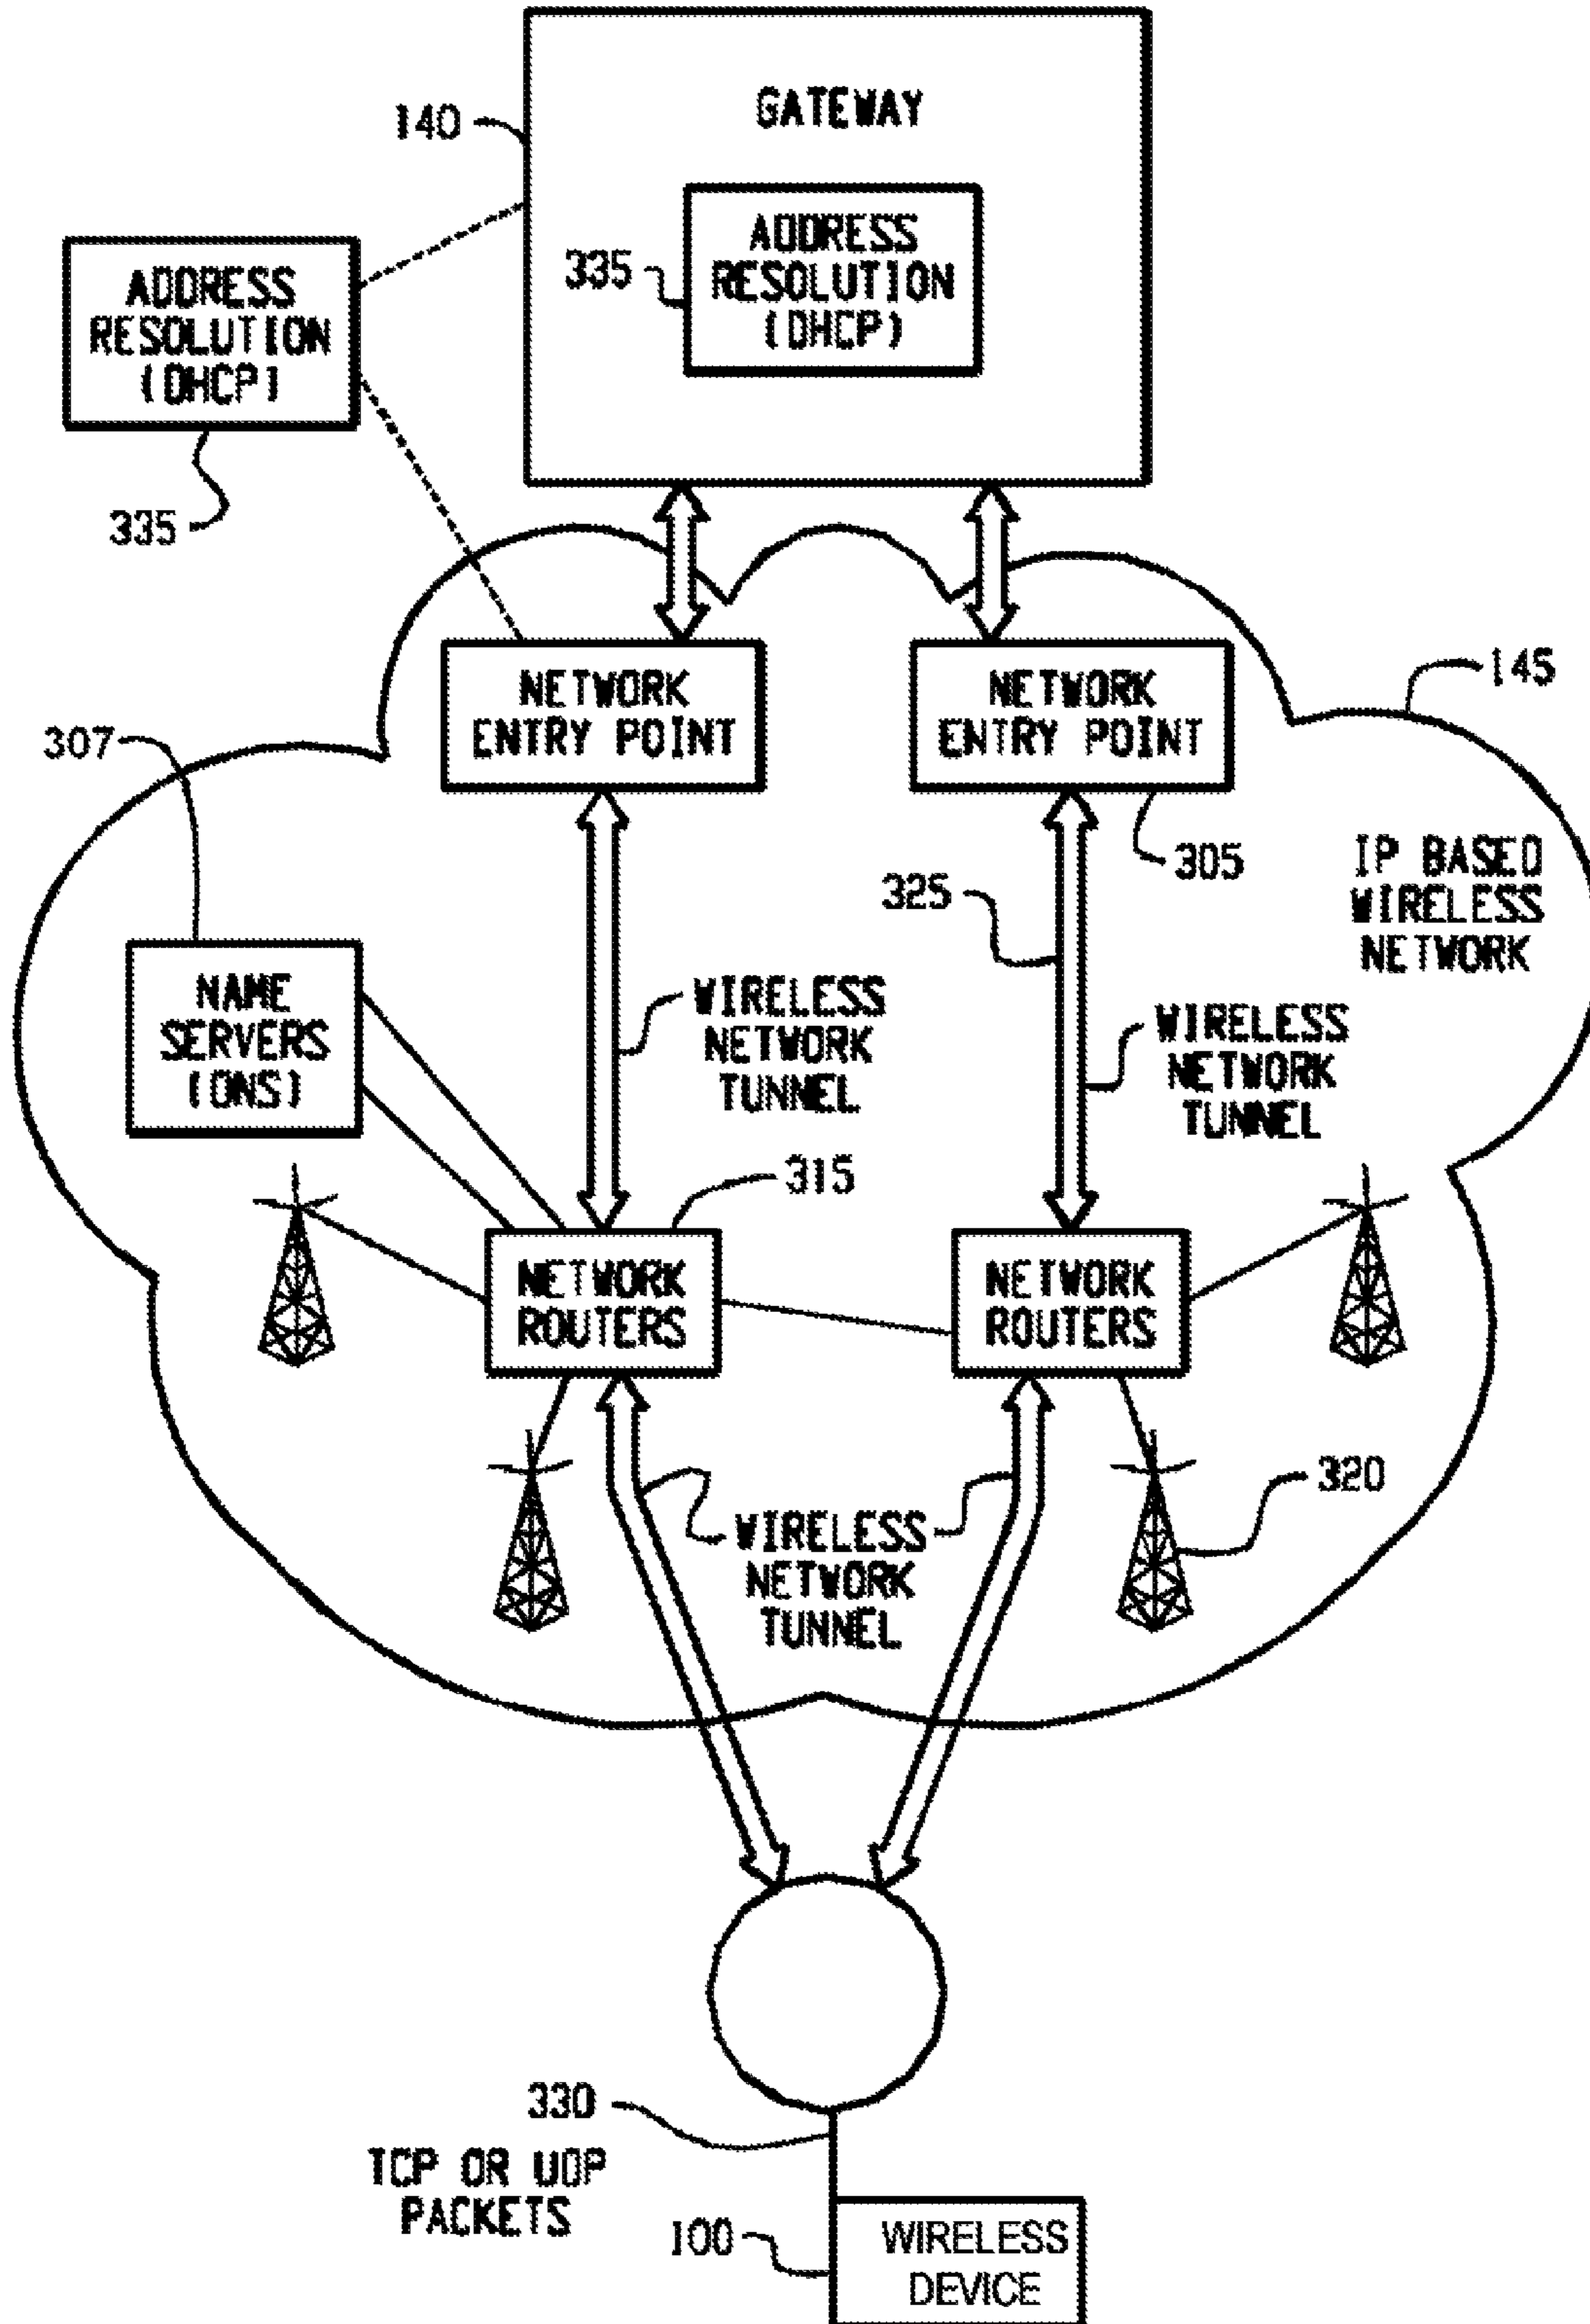 GATEWAY
140
ADDRESS
RESOLUTION
(DHCP)
335
ADDRESS
RESOLUTION
(DHCP)
335
NETWORK
ENTRY POINT
NETWORK
ENTRY POINT
145
307
305
325
IP BASED
WIRELESS
NETWORK
NAME
SERVERS
(DNS)
WIRELESS
NETWORK
TUNNEL
WIRELESS
NETWORK
TUNNEL
315
NETWORK
ROUTERS
NETWORK
ROUTERS
320
WIRELESS
NETWORK
TUNNEL
330
TCP OR UDP
PACKETS
100
WIRELESS
DEVICE